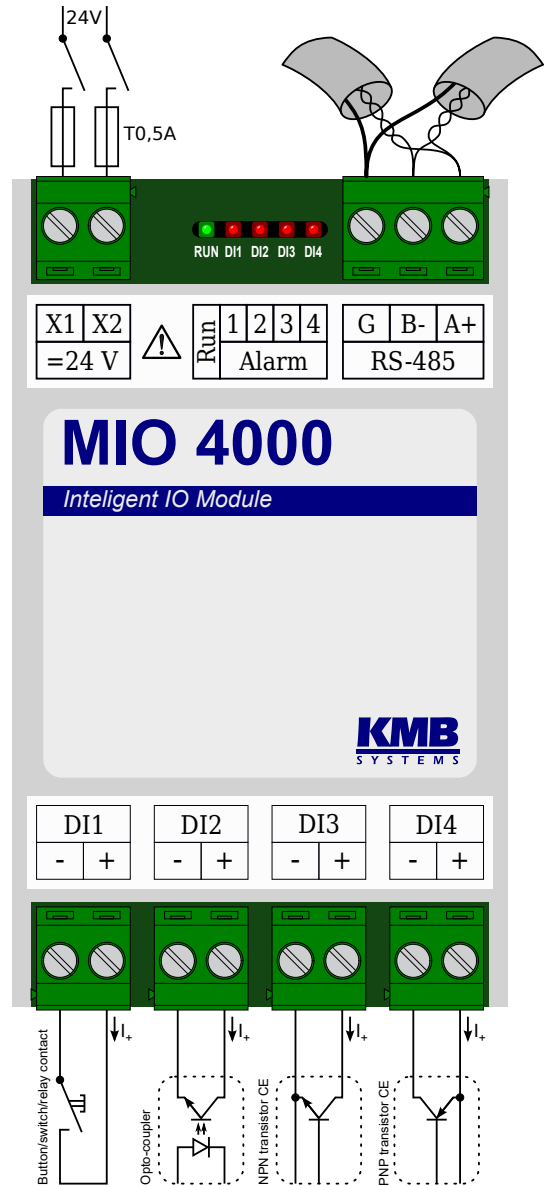 24V
T0,5A
RUN DI1 DI2 DI3 DI4
X1 X2
=24 V
Run
1 2 3 4
Alarm
G B- A+
RS-485
MIO 4000
Inteligent IO Module
KMB
SYSTEMS
DI1 DI2 DI3 DI4
- + - + - + - +
I+ I+ I+ I+
Button/switch/relay contact
Opto-coupler
NPN transistor CE
PNP transistor CE